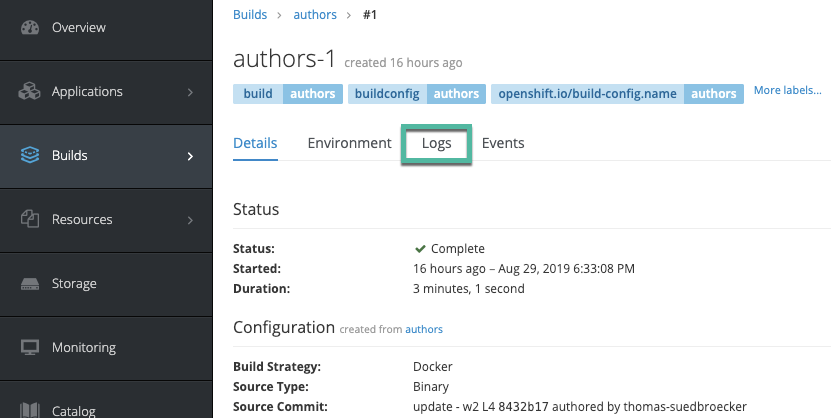 Overview
Applications
Builds
Resources
Storage
Monitoring
Catalog
Builds > authors > #1
authors-1 created 16 hours ago
build authors buildconfig authors openshift.io/build-config.name authors More labels...
Details Environment Logs Events
Status
Status: Complete
Started: 16 hours ago – Aug 29, 2019 6:33:08 PM
Duration: 3 minutes, 1 second
Configuration created from authors
Build Strategy: Docker
Source Type: Binary
Source Commit: update - w2 L4 8432b17 authored by thomas-suedbroecker